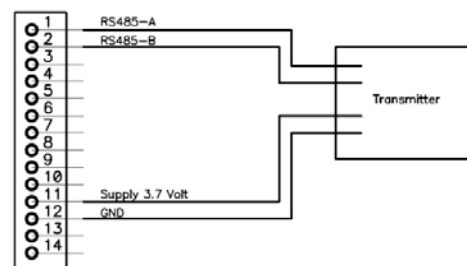 1 RS485-A
2 RS485-B
3
4
5
6
7
8
9
10
11 Supply 3.7 Volt
12 GND
13
14
Transmitter